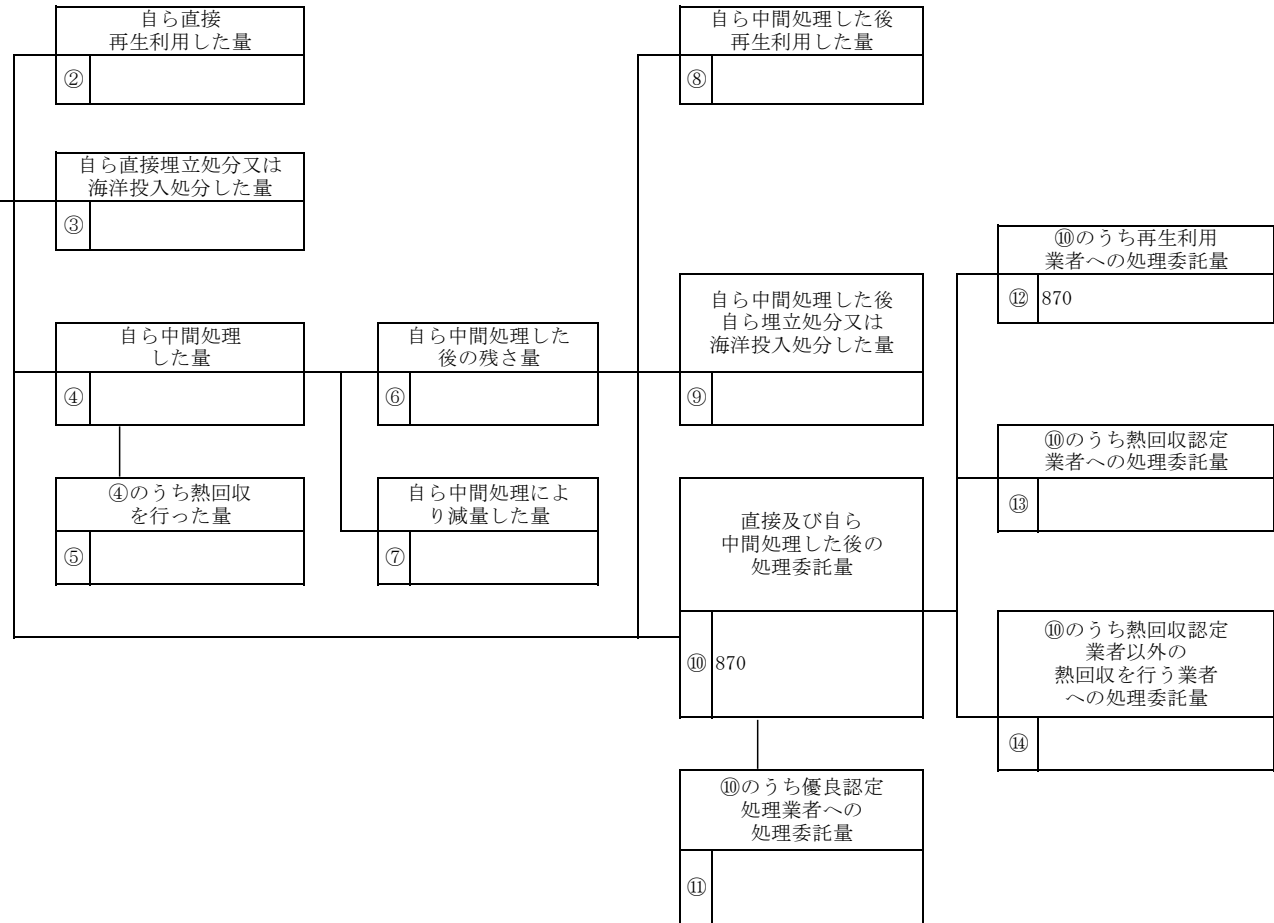 自ら直接
再生利用した量
②
自ら直接埋立処分又は
海洋投入処分した量
③
自ら中間処理
した量
④
④のうち熱回収
を行った量
⑤
自ら中間処理した
後の残さ量
⑥
自ら中間処理によ
り減量した量
⑦
自ら中間処理した後
再生利用した量
⑧
自ら中間処理した後
自ら埋立処分又は
海洋投入処分した量
⑨
直接及び自ら
中間処理した後の
処理委託量
⑩ 870
⑩のうち優良認定
処理業者への
処理委託量
⑪
⑩のうち再生利用
業者への処理委託量
⑫ 870
⑩のうち熱回収認定
業者への処理委託量
⑬
⑩のうち熱回収認定
業者以外の
熱回収を行う業者
への処理委託量
⑭